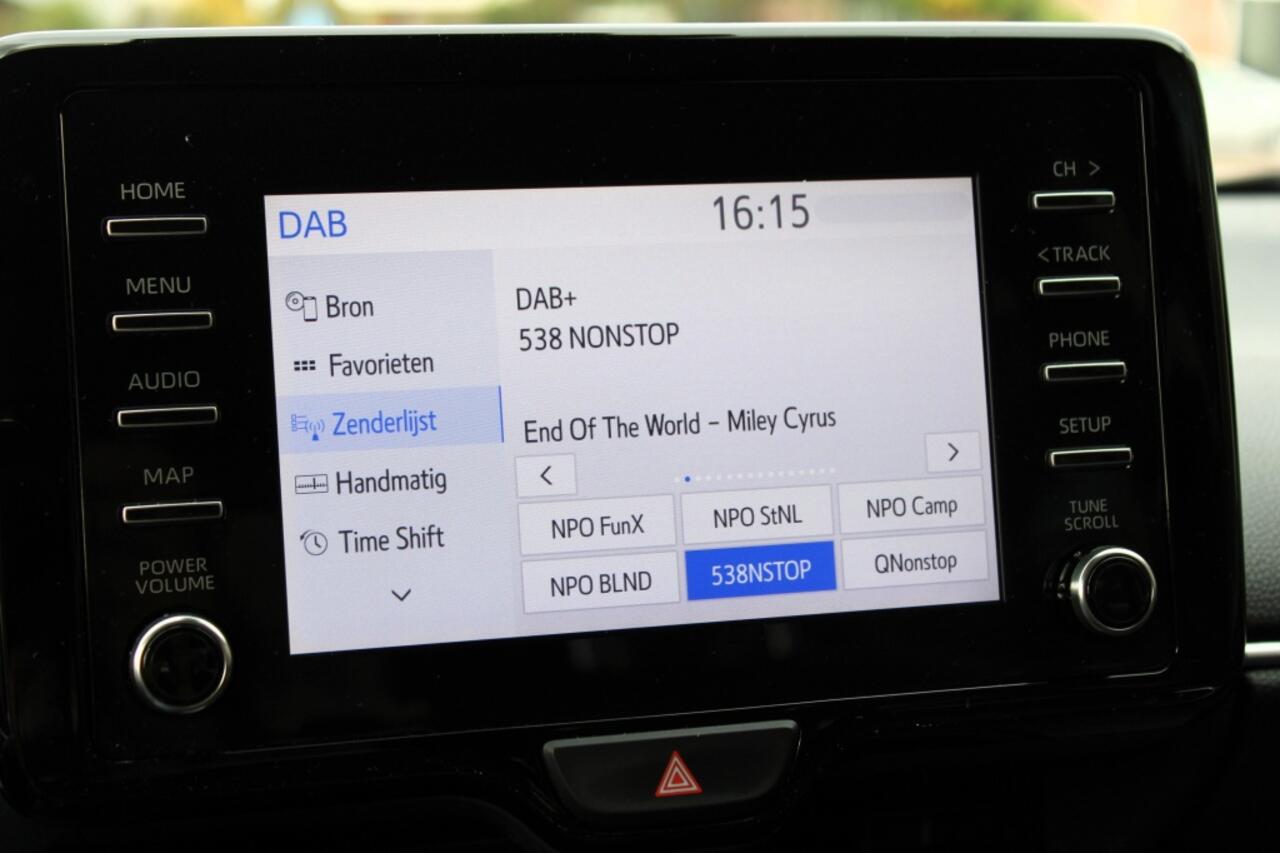 HOME
MENU
AUDIO
MAP
POWER
VOLUME
DAB
16:15
Bron
Favorieten
Zenderlijst
Handmatig
Time Shift
DAB+
538 NONSTOP
End Of The World – Miley Cyrus
<
>
NPO FunX
NPO StNL
NPO Camp
NPO BLND
538NSTOP
QNonstop
CH >
<TRACK
PHONE
SETUP
TUNE
SCROLL